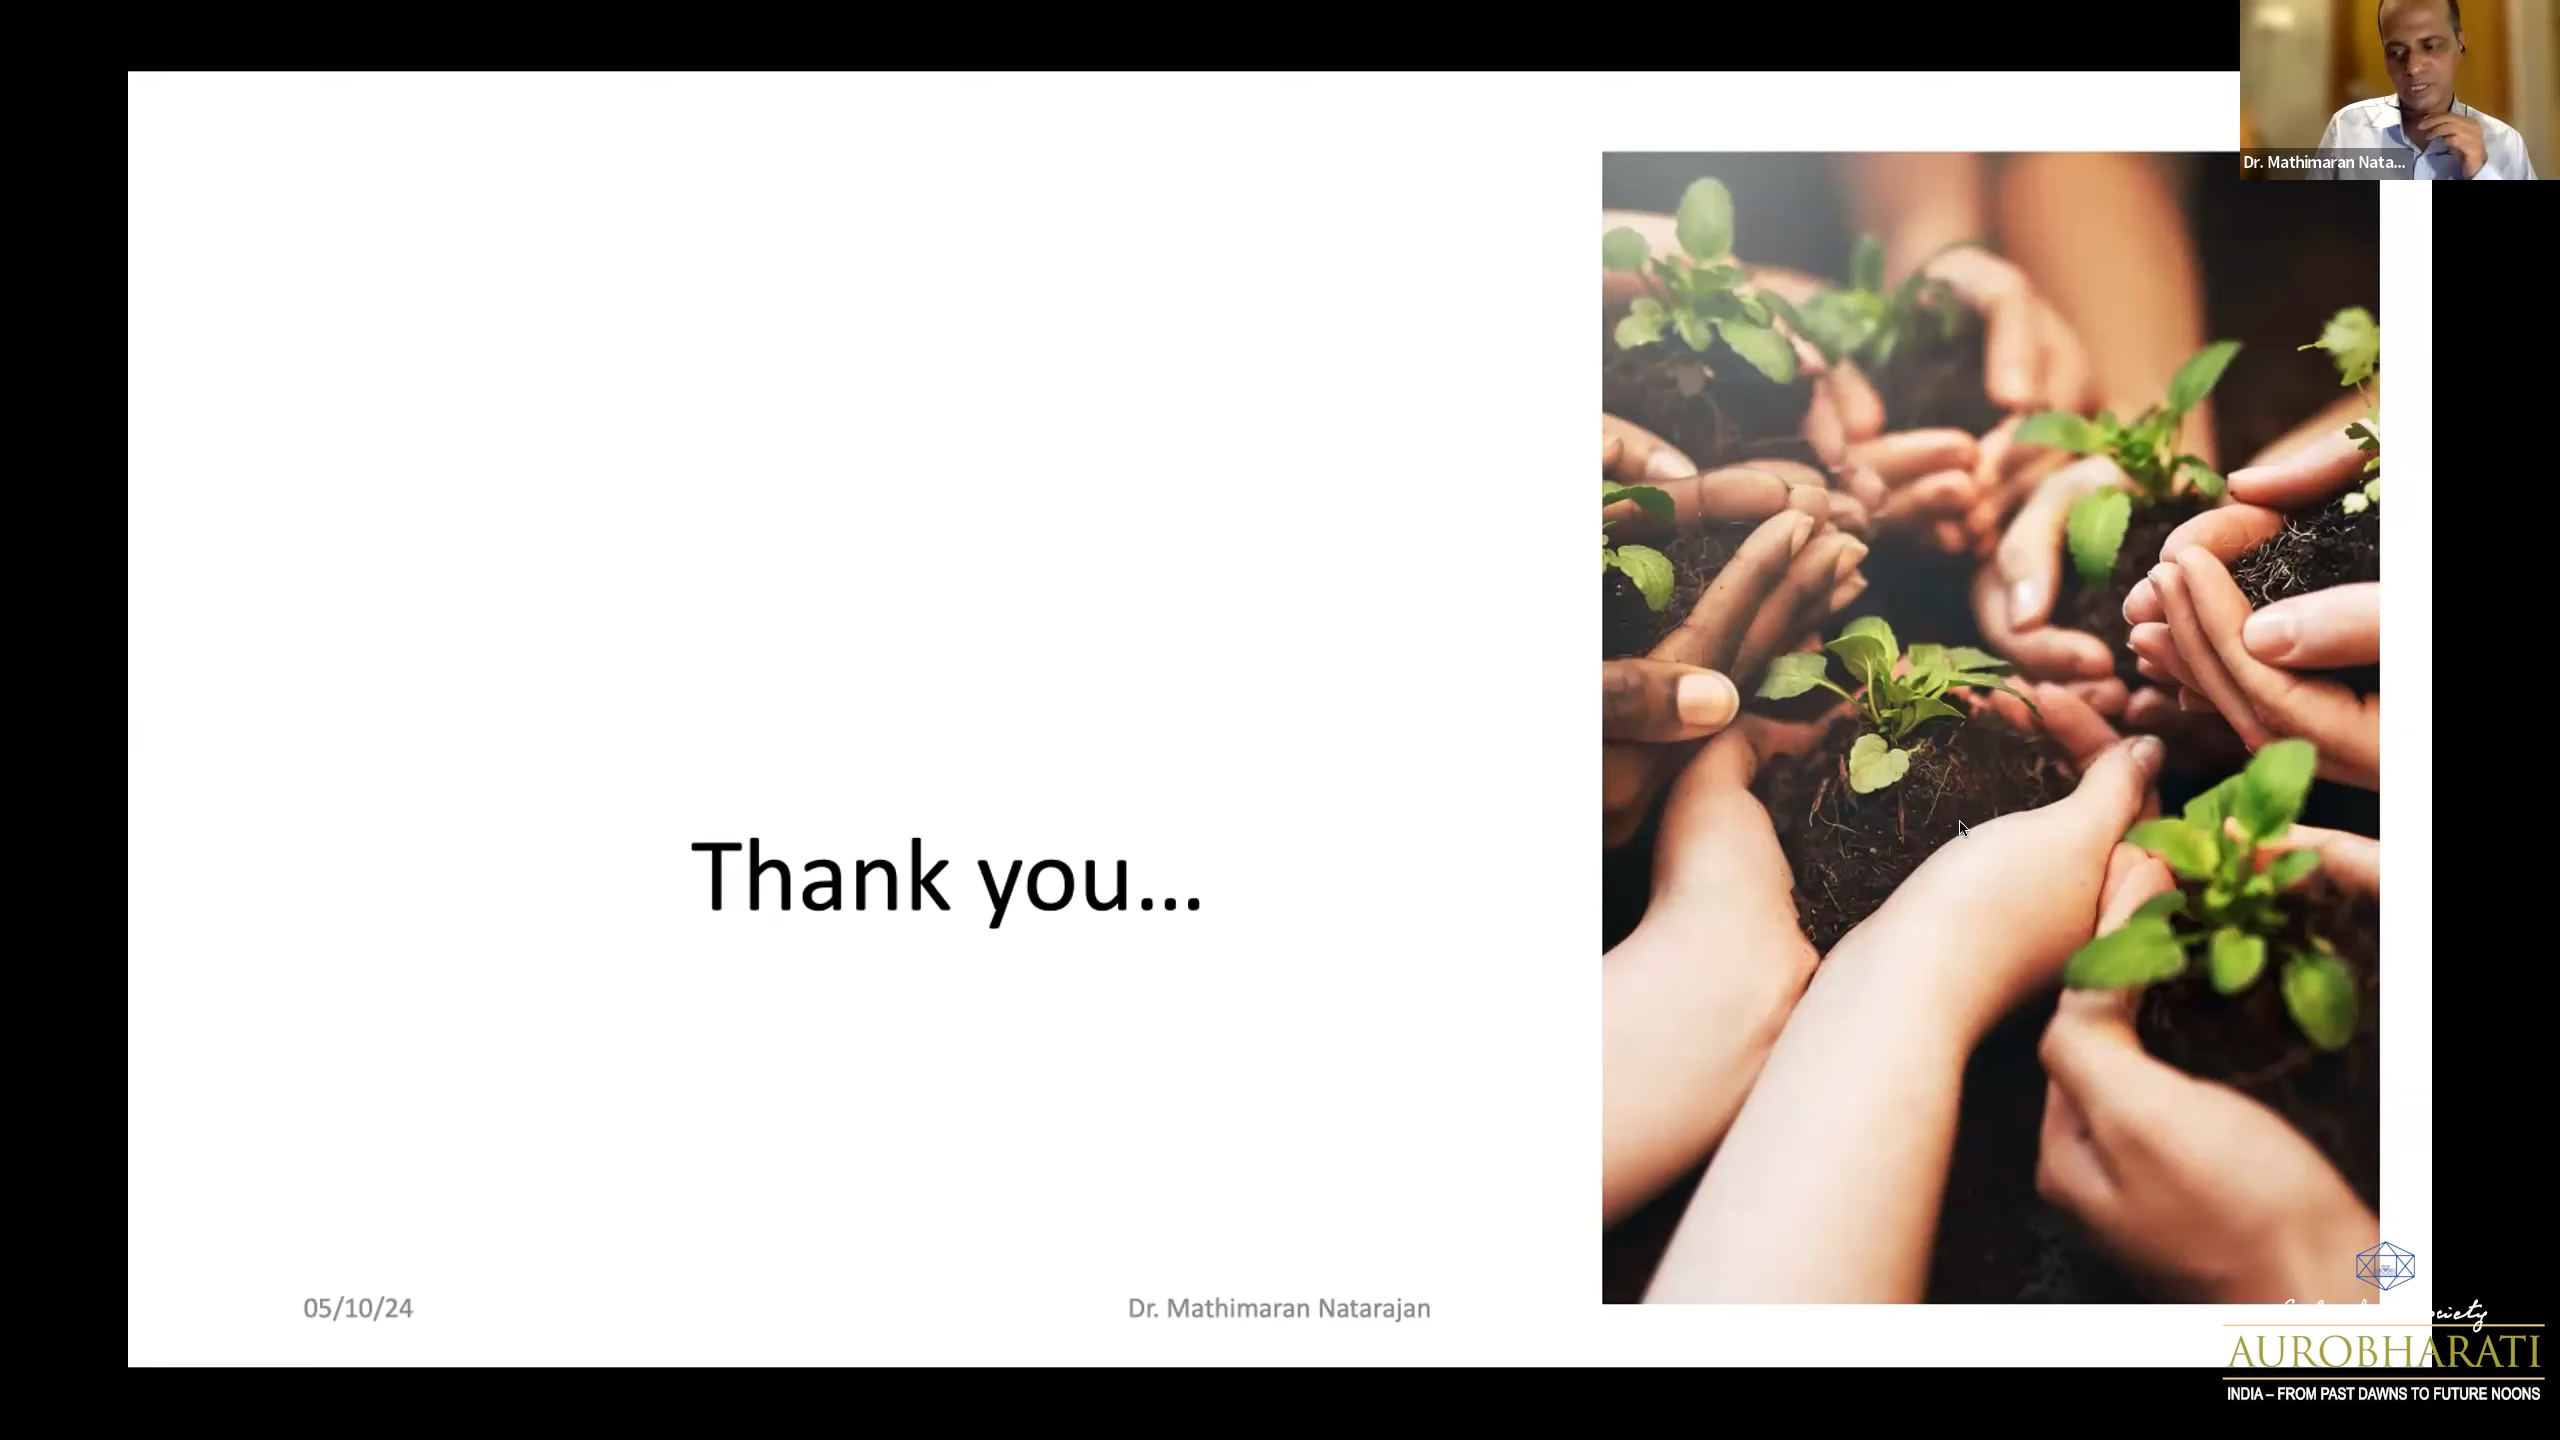 Dr. Mathimaran Nata...
Thank you...
05/10/24
Dr. Mathimaran Natarajan
AUROBHARATI
INDIA – FROM PAST DAWNS TO FUTURE NOONS